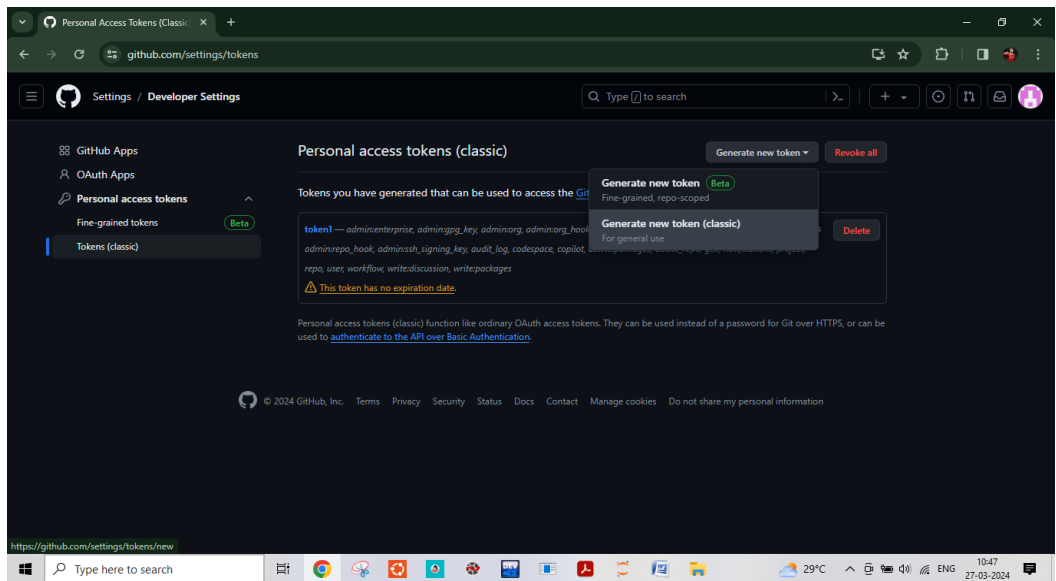 Personal Access Tokens (Classic
github.com/settings/tokens
Settings / Developer Settings
Type / to search
GitHub Apps
OAuth Apps
Personal access tokens
Fine-grained tokens Beta
Tokens (classic)
Personal access tokens (classic)
Generate new token
Revoke all
Tokens you have generated that can be used to access the Git
Generate new token Beta
Fine-grained, repo-scoped
Generate new token (classic)
For general use
token1 — admin:enterprise, admin:gpg_key, admin:org, admin:org_hook
Delete
admin:repo_hook, admin:ssh_signing_key, audit_log, codespace, copilot,
repo, user, workflow, write:discussion, write:packages
This token has no expiration date.
Personal access tokens (classic) function like ordinary OAuth access tokens. They can be used instead of a password for Git over HTTPS, or can be
used to authenticate to the API over Basic Authentication.
© 2024 GitHub, Inc. Terms Privacy Security Status Docs Contact Manage cookies Do not share my personal information
https://github.com/settings/tokens/new
Type here to search
DEV
29°C
ENG
10:47
27-03-2024